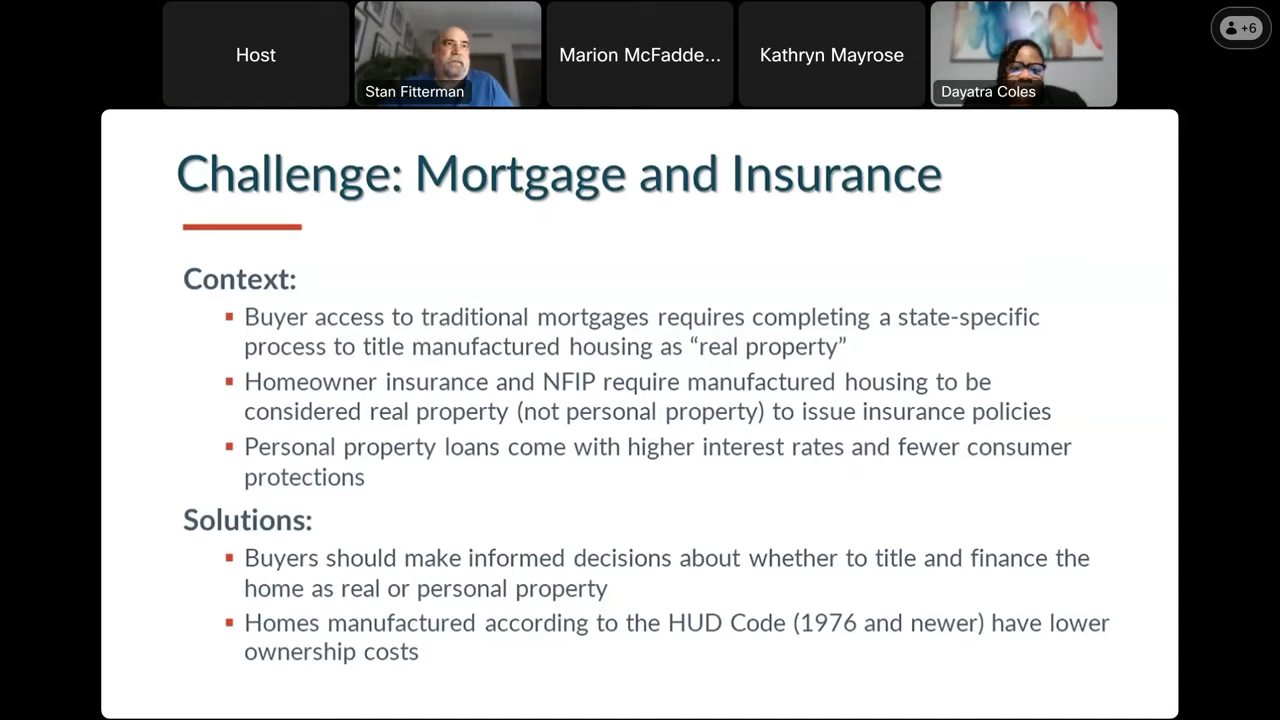 Host
Stan Fitterman
Marion McFadde...
Kathryn Mayrose
Dayatra Coles
+6
Challenge: Mortgage and Insurance
Context:
Buyer access to traditional mortgages requires completing a state-specific
process to title manufactured housing as “real property”
Homeowner insurance and NFIP require manufactured housing to be
considered real property (not personal property) to issue insurance policies
Personal property loans come with higher interest rates and fewer consumer
protections
Solutions:
Buyers should make informed decisions about whether to title and finance the
home as real or personal property
Homes manufactured according to the HUD Code (1976 and newer) have lower
ownership costs